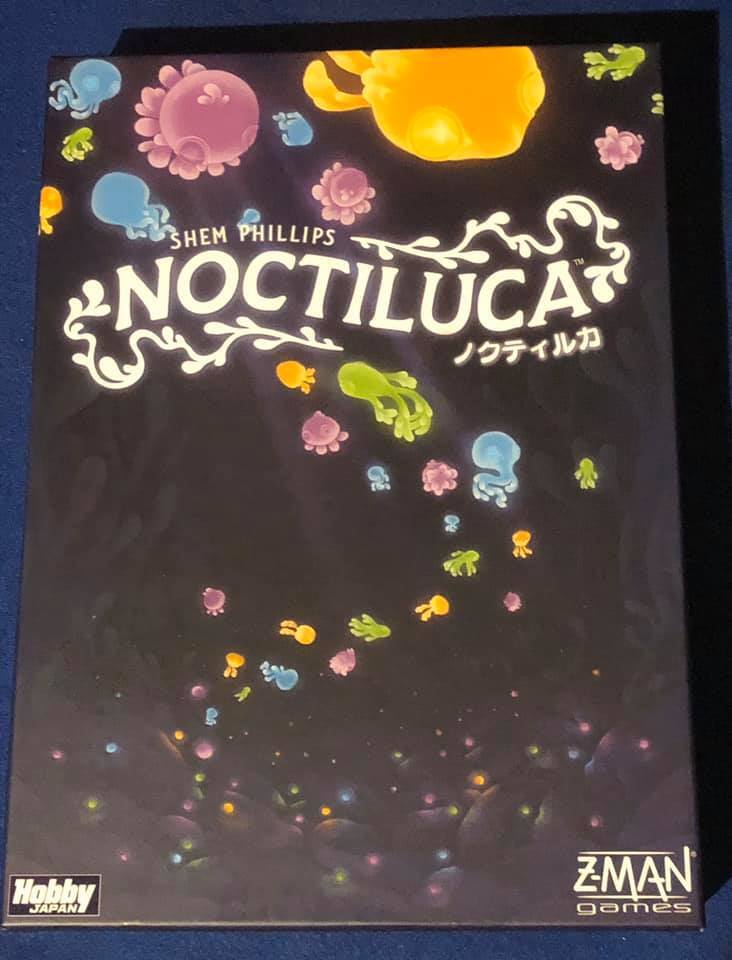 SHEM PHILLIPS
NOCTILUCA™
ノクティルカ
Hobby
JAPAN
Z-MAN
games